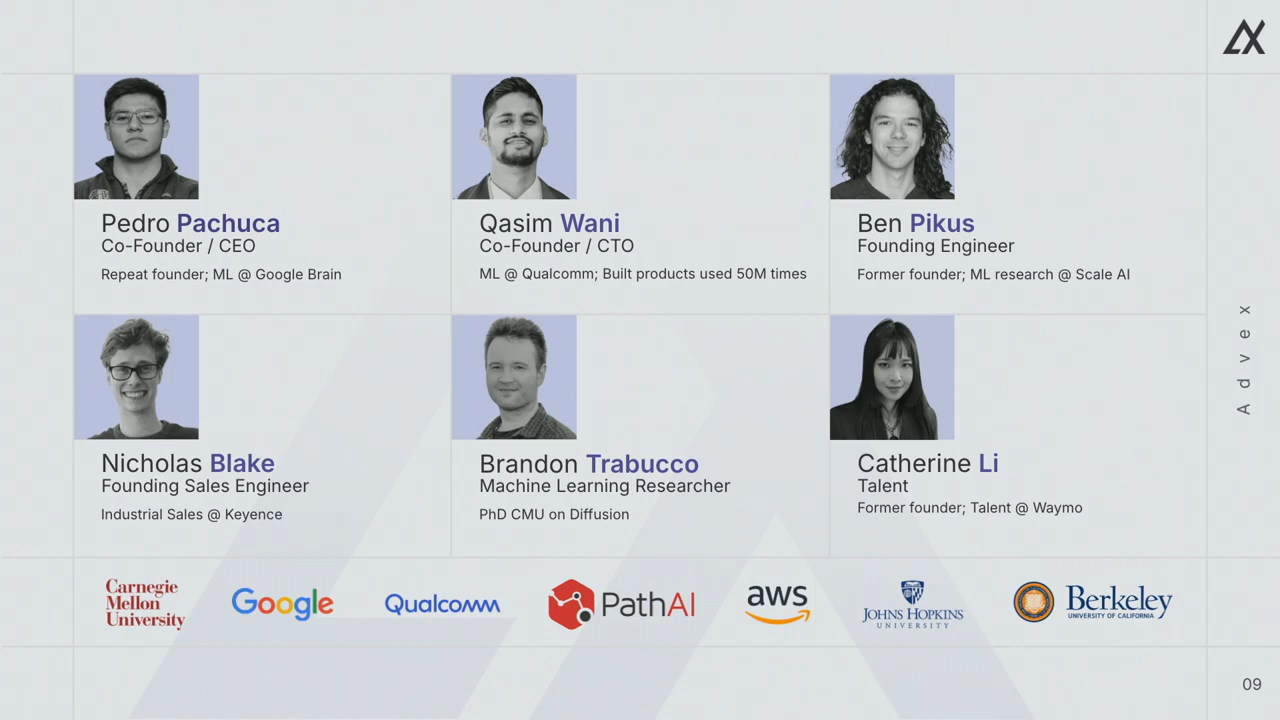 Pedro Pachuca
Co-Founder / CEO
Repeat founder; ML @ Google Brain
Qasim Wani
Co-Founder / CTO
ML @ Qualcomm; Built products used 50M times
Ben Pikus
Founding Engineer
Former founder; ML research @ Scale AI
Nicholas Blake
Founding Sales Engineer
Industrial Sales @ Keyence
Brandon Trabucco
Machine Learning Researcher
PhD CMU on Diffusion
Catherine Li
Talent
Former founder; Talent @ Waymo
Carnegie
Mellon
University
Google
Qualcomm
PathAI
aws
JOHNS HOPKINS
UNIVERSITY
Berkeley
UNIVERSITY OF CALIFORNIA
Advex
09